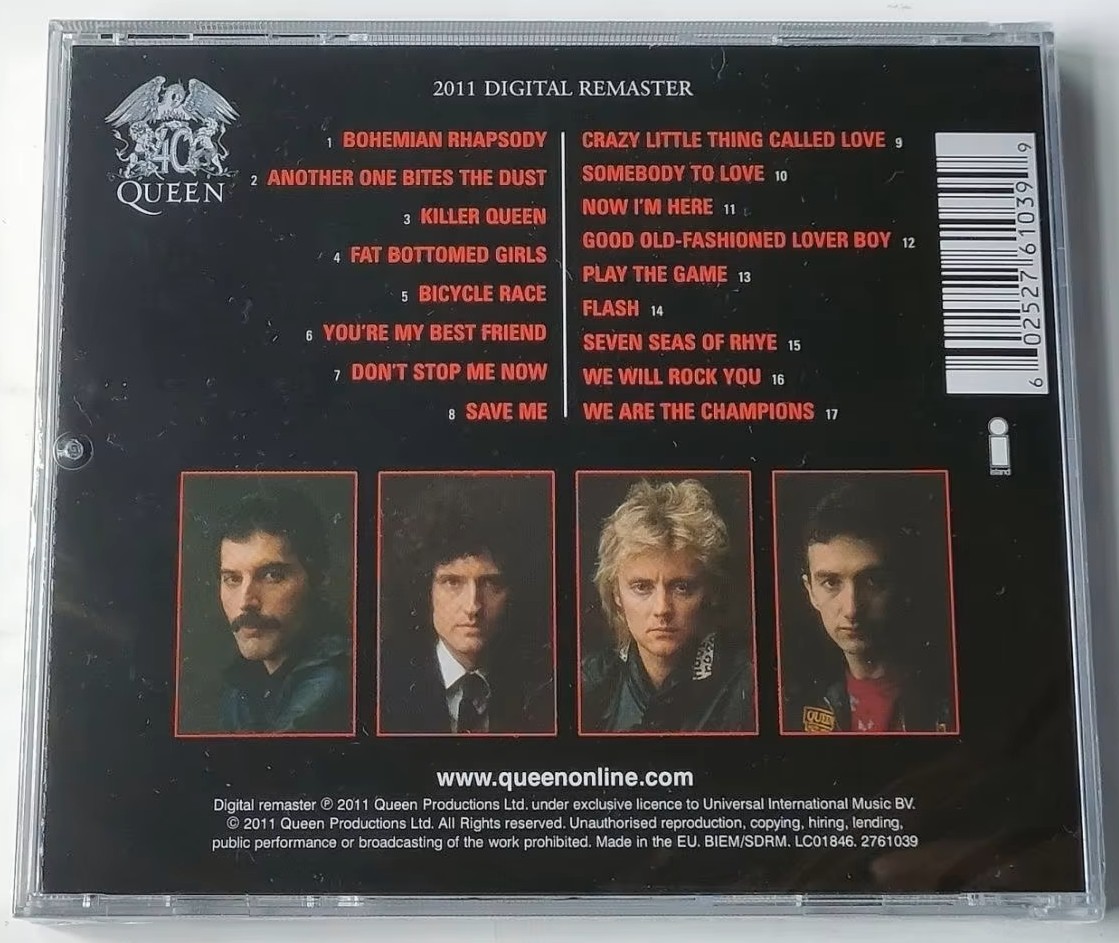 2011 DIGITAL REMASTER
40
QUEEN
1 BOHEMIAN RHAPSODY
2 ANOTHER ONE BITES THE DUST
3 KILLER QUEEN
4 FAT BOTTOMED GIRLS
5 BICYCLE RACE
6 YOU'RE MY BEST FRIEND
7 DON'T STOP ME NOW
8 SAVE ME
CRAZY LITTLE THING CALLED LOVE 9
SOMEBODY TO LOVE 10
NOW I'M HERE 11
GOOD OLD-FASHIONED LOVER BOY 12
PLAY THE GAME 13
FLASH 14
SEVEN SEAS OF RHYE 15
WE WILL ROCK YOU 16
WE ARE THE CHAMPIONS 17
6 02527 61039 9
island
QUEEN
www.queenonline.com
Digital remaster ℗ 2011 Queen Productions Ltd. under exclusive licence to Universal International Music BV.
© 2011 Queen Productions Ltd. All Rights reserved. Unauthorised reproduction, copying, hiring, lending,
public performance or broadcasting of the work prohibited. Made in the EU. BIEM/SDRM. LC01846. 2761039